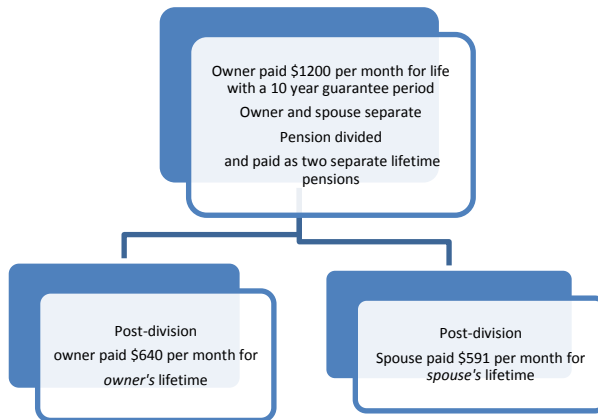 Owner paid $1200 per month for life
with a 10 year guarantee period
Owner and spouse separate
Pension divided
and paid as two separate lifetime
pensions
Post-division
owner paid $640 per month for
owner's lifetime
Post-division
Spouse paid $591 per month for
spouse's lifetime